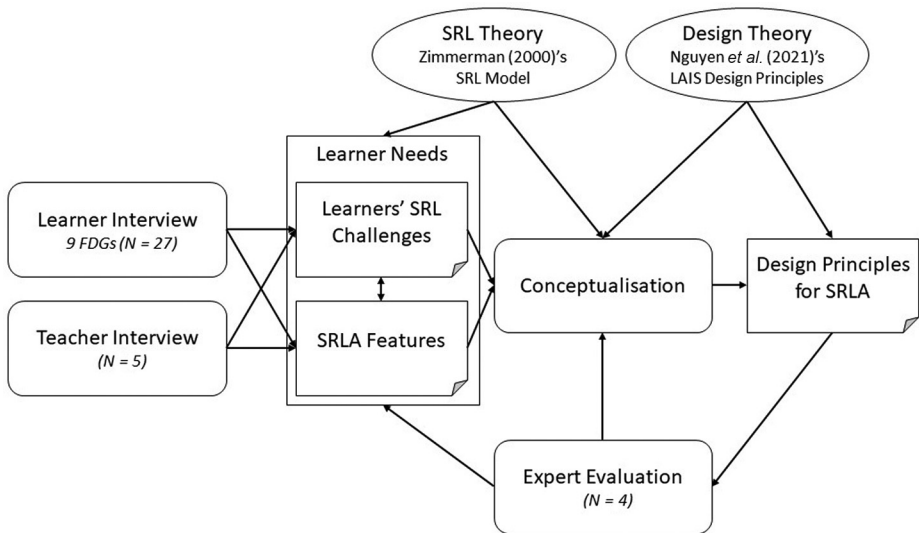 SRL Theory
Zimmerman (2000)'s
SRL Model
Design Theory
Nguyen et al. (2021)'s
LAIS Design Principles
Learner Needs
Learner Interview
9 FDGs (N = 27)
Learners' SRL
Challenges
Conceptualisation
Design Principles
for SRLA
Teacher Interview
(N = 5)
SRLA Features
Expert Evaluation
(N = 4)